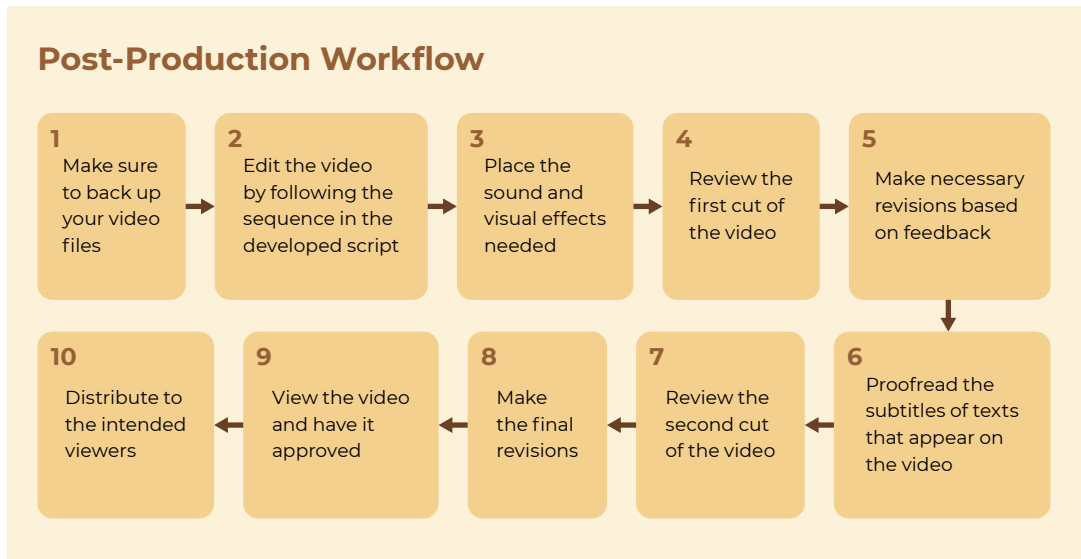 Post-Production Workflow
1
Make sure
to back up
your video
files
2
Edit the video
by following the
sequence in the
developed script
3
Place the
sound and
visual effects
needed
4
Review the
first cut of
the video
5
Make necessary
revisions based
on feedback
6
Proofread the
subtitles of texts
that appear on
the video
7
Review the
second cut
of the video
8
Make
the final
revisions
9
View the video
and have it
approved
10
Distribute to
the intended
viewers